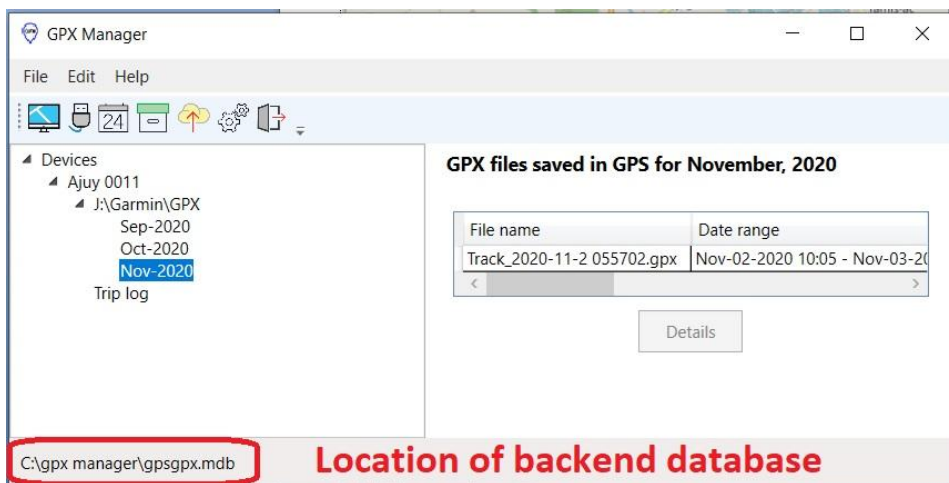 GPX Manager
File Edit Help
24
Devices
Ajuy 0011
J:\Garmin\GPX
Sep-2020
Oct-2020
Nov-2020
Trip log
GPX files saved in GPS for November, 2020
File name Date range
Track_2020-11-2 055702.gpx Nov-02-2020 10:05 - Nov-03-20
Details
C:\gpx manager\gpsgpx.mdb
Location of backend database